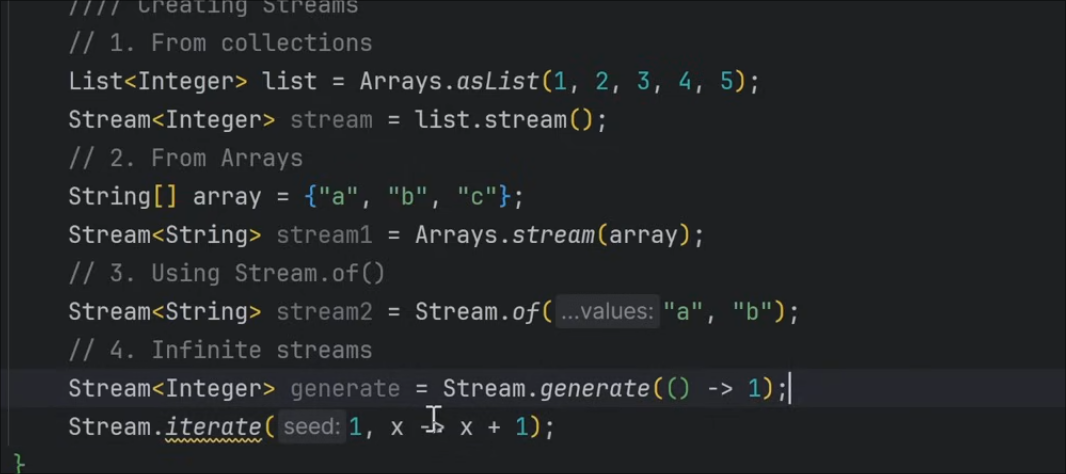 //// Creating Streams
// 1. From collections
List<Integer> list = Arrays.asList(1, 2, 3, 4, 5);
Stream<Integer> stream = list.stream();
// 2. From Arrays
String[] array = {"a", "b", "c"};
Stream<String> stream1 = Arrays.stream(array);
// 3. Using Stream.of()
Stream<String> stream2 = Stream.of( ...values: "a", "b");
// 4. Infinite streams
Stream<Integer> generate = Stream.generate(() -> 1);
Stream.iterate( seed: 1, x -> x + 1);
}